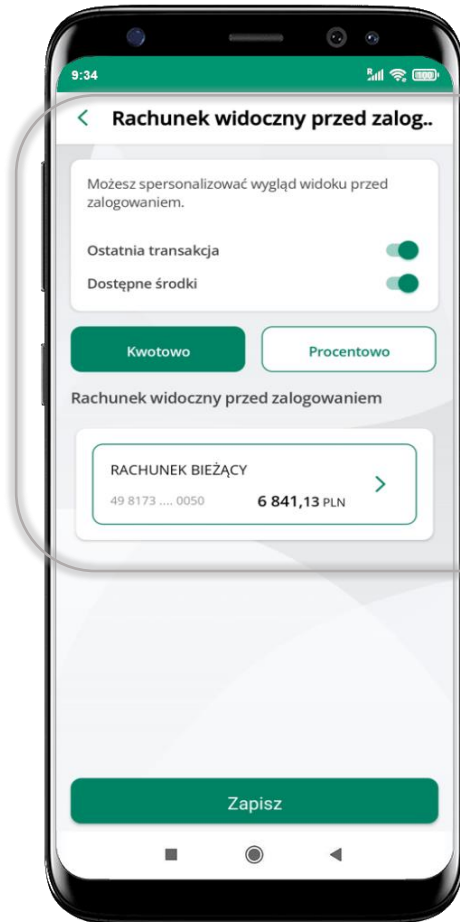 9:34
R
100
Rachunek widoczny przed zalog..
Możesz spersonalizować wygląd widoku przed
zalogowaniem.
Ostatnia transakcja
Dostępne środki
Kwotowo Procentowo
Rachunek widoczny przed zalogowaniem
RACHUNEK BIEŻĄCY
49 8173 .... 0050 6 841,13 PLN
Zapisz